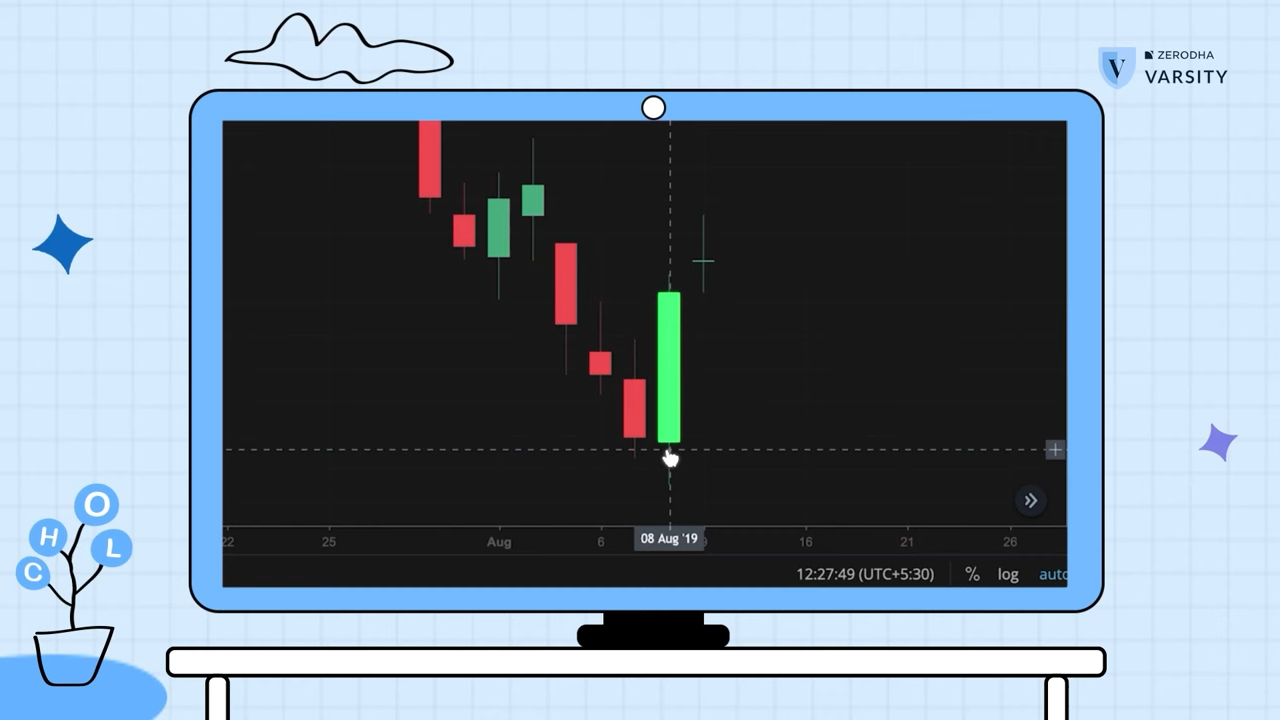 ZERODHA
V
VARSITY
22
25
Aug
6
08 Aug '19
16
21
26
12:27:49 (UTC+5:30)
%
log
auto
O
H
L
C